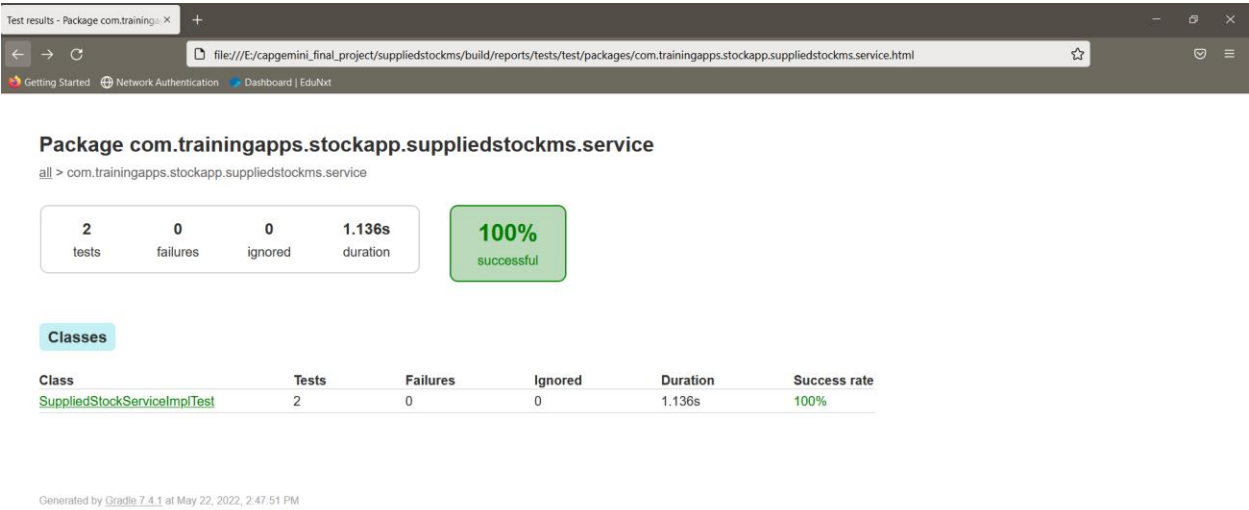 Test results - Package com.traininga
file:///E:/capgemini_final_project/suppliedstockms/build/reports/tests/test/packages/com.trainingapps.stockapp.suppliedstockms.service.html
Getting Started Network Authentication Dashboard | EduNxt
Package com.trainingapps.stockapp.suppliedstockms.service
all > com.trainingapps.stockapp.suppliedstockms.service
2 0 0 1.136s
tests failures ignored duration
100%
successful
Classes
Class Tests Failures Ignored Duration Success rate
SuppliedStockServiceImplTest 2 0 0 1.136s 100%
Generated by Gradle 7.4.1 at May 22, 2022, 2:47:51 PM